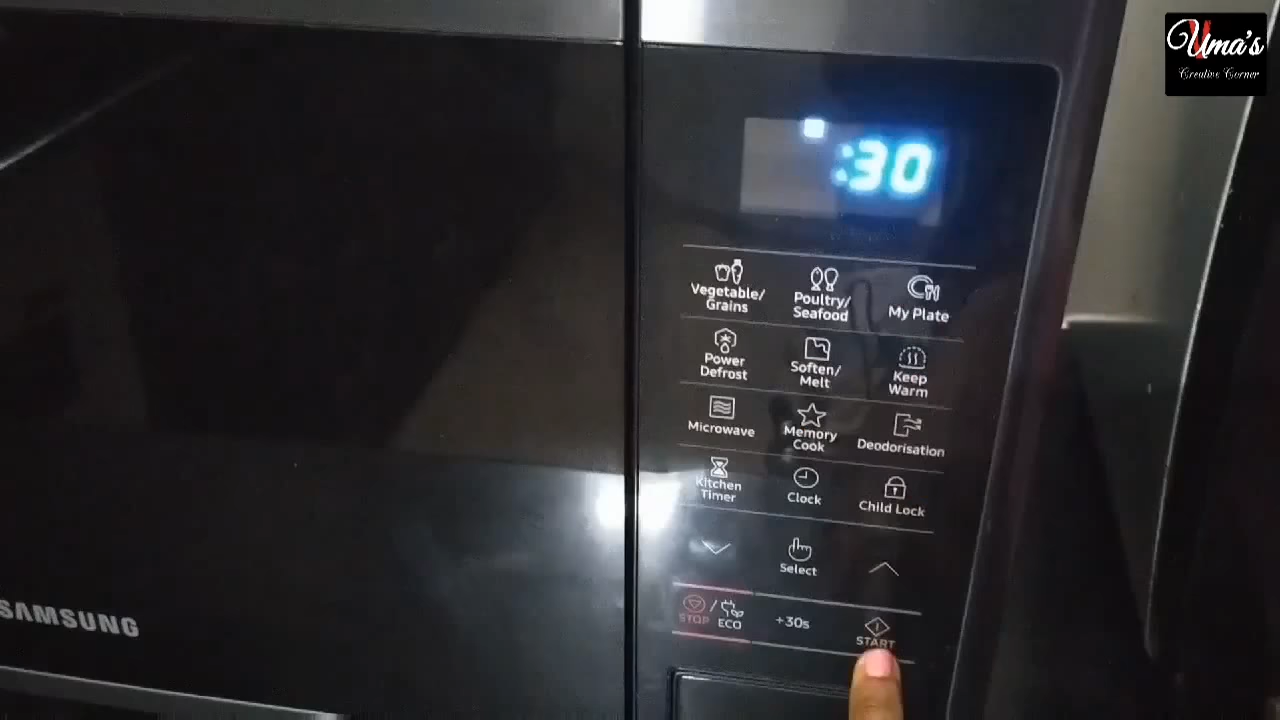 Uma's
Creative Corner
:30
Vegetable/
Grains
Poultry/
Seafood
My Plate
Power
Defrost
Soften/
Melt
Keep
Warm
Microwave
Memory
Cook
Deodorisation
Kitchen
Timer
Clock
Child Lock
Select
STOP / ECO
+30s
START
SAMSUNG